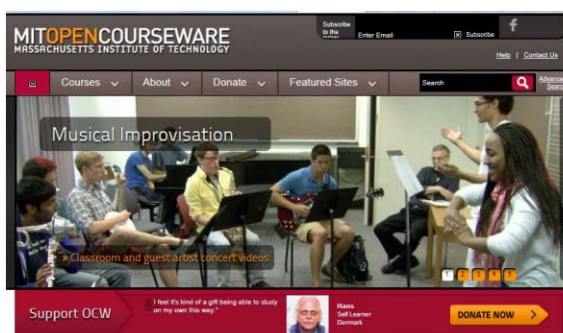 MITOPENCOURSEWARE
MASSACHUSETTS INSTITUTE OF TECHNOLOGY
Subscribe
to the
OCW
Enter Email
Subscribe
f
Help | Contact Us
Courses
About
Donate
Featured Sites
Search
Advanced
Search
Musical Improvisation
» Classroom and guest artist concert videos
1 2 3 4 5
Support OCW
I feel it's kind of a gift being able to study
on my own this way."
Hans
Self Learner
Denmark
DONATE NOW